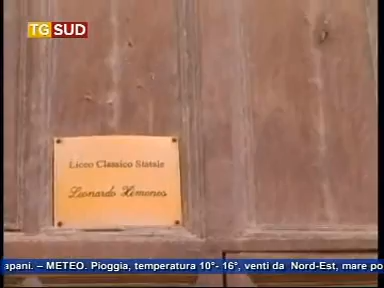 TG SUD
Liceo Classico Statale
Leonardo Ximenes
apani. – METEO. Pioggia, temperatura 10°- 16°, venti da Nord-Est, mare po